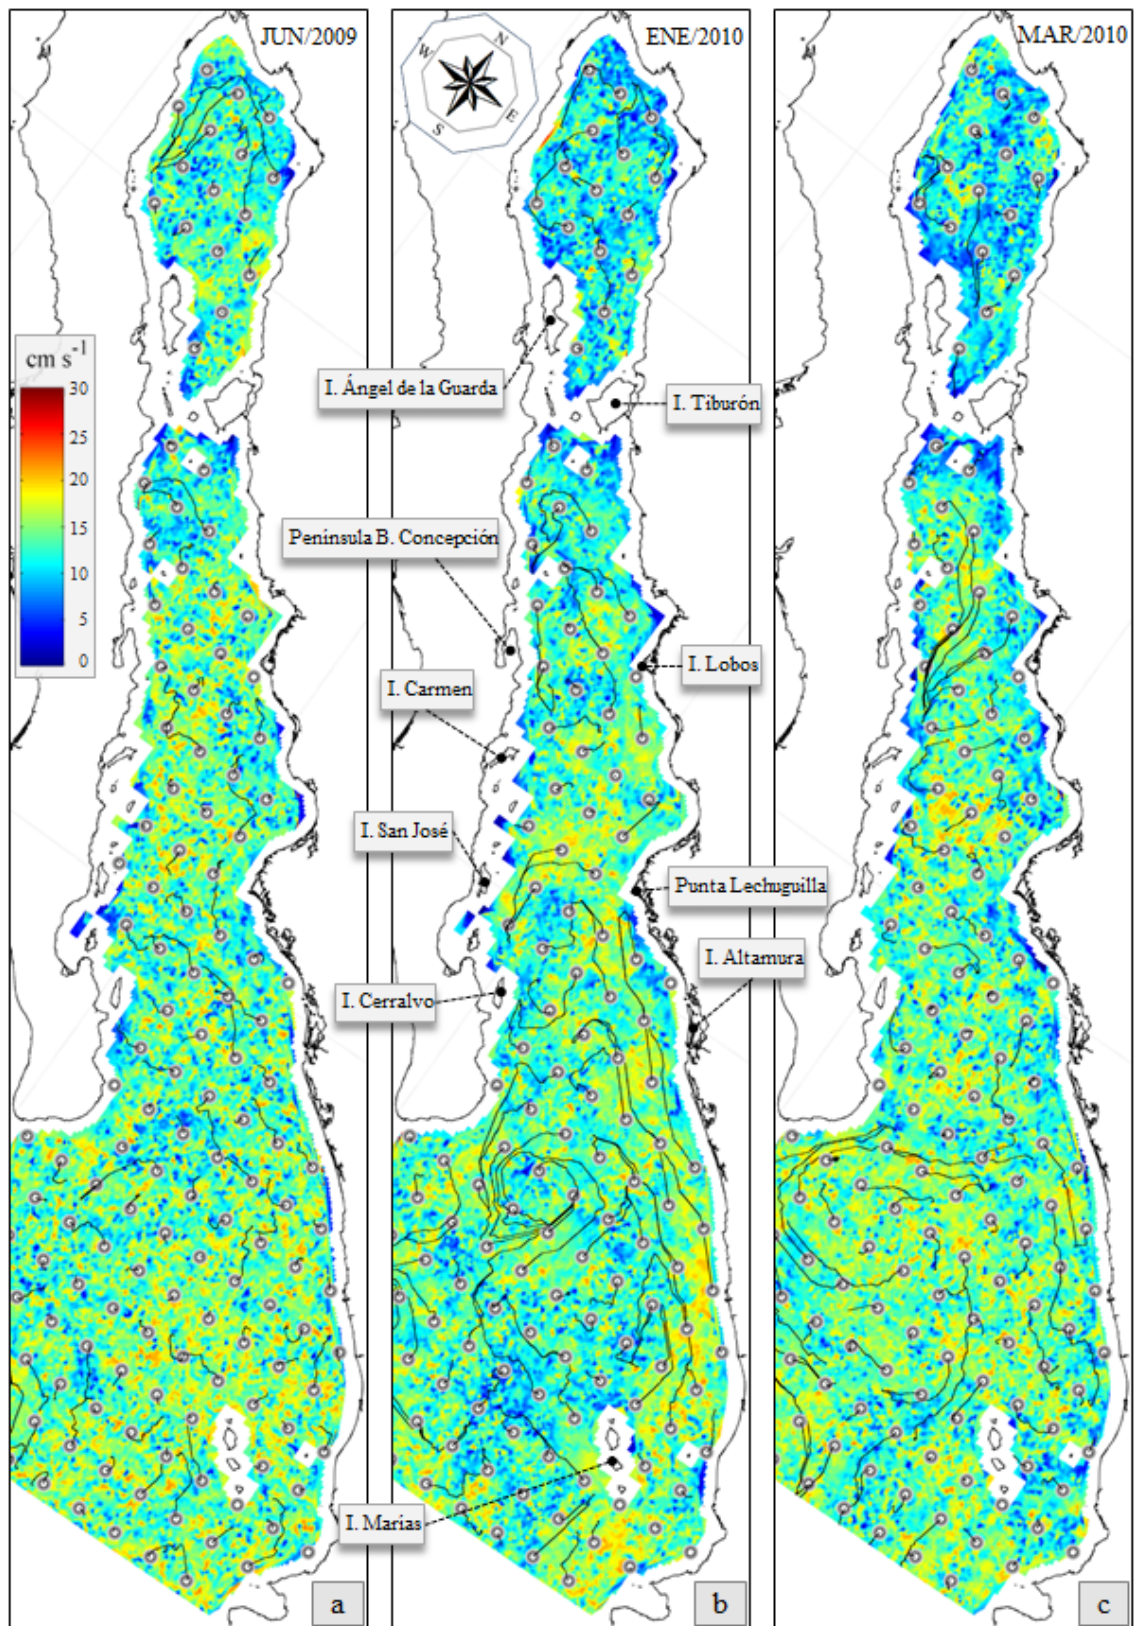 JUN/2009
ENE/2010
MAR/2010
N
W
E
S
cm s⁻¹
30
25
20
15
10
5
0
I. Ángel de la Guarda
I. Tiburón
Península B. Concepción
I. Lobos
I. Carmen
I. San José
Punta Lechuguilla
I. Altamura
I. Cerralvo
I. Marías
a
b
c